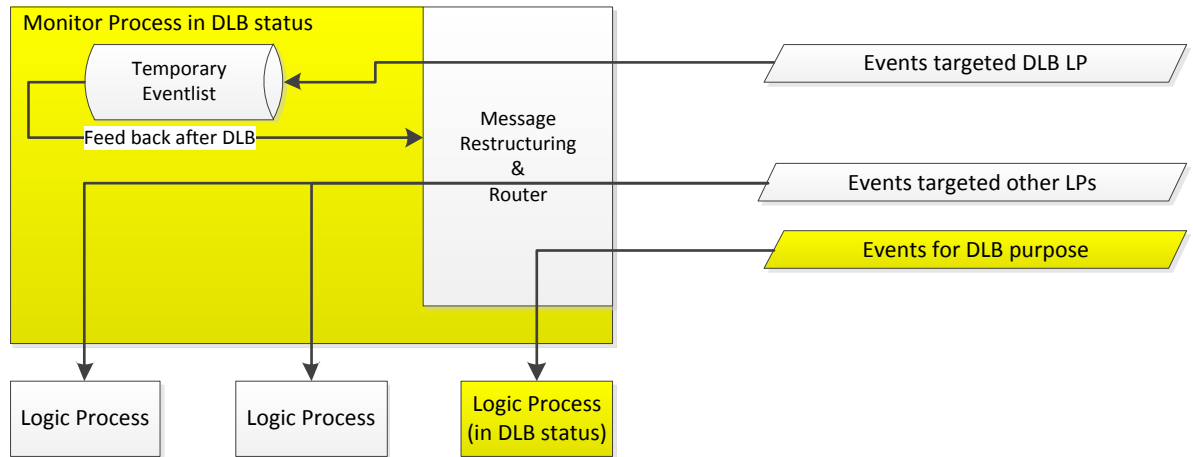 Monitor Process in DLB status
Temporary
Eventlist
Feed back after DLB
Message
Restructuring
&
Router
Events targeted DLB LP
Events targeted other LPs
Events for DLB purpose
Logic Process
Logic Process
Logic Process
(in DLB status)